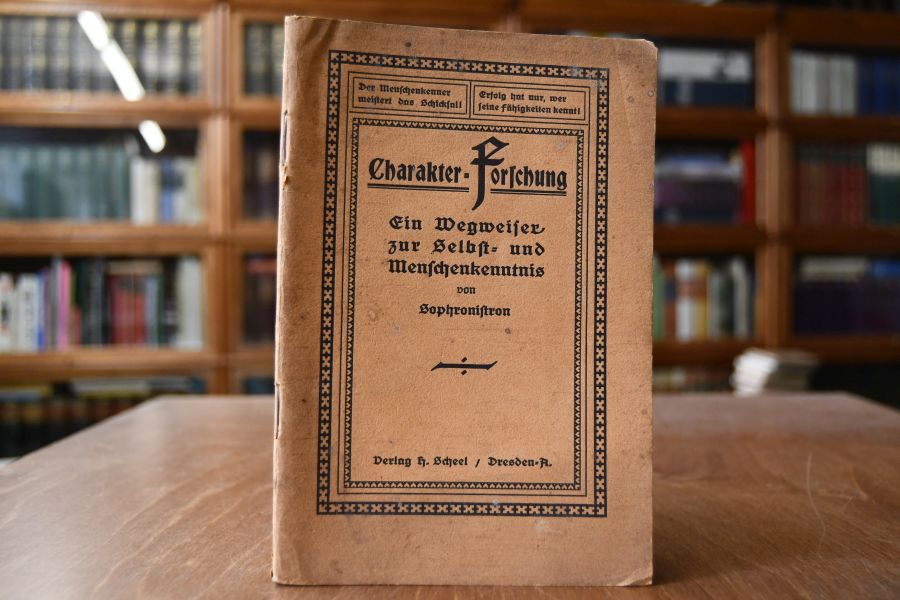 Der Menschenkenner
meistert das Schicksal!
Erfolg hat nur, wer
seine Fähigkeiten kennt!
Charakter-Forschung
Ein Wegweiser
zur Selbst- und
Menschenkenntnis
von
Sophronistron
Verlag H. Scheel / Dresden-A.